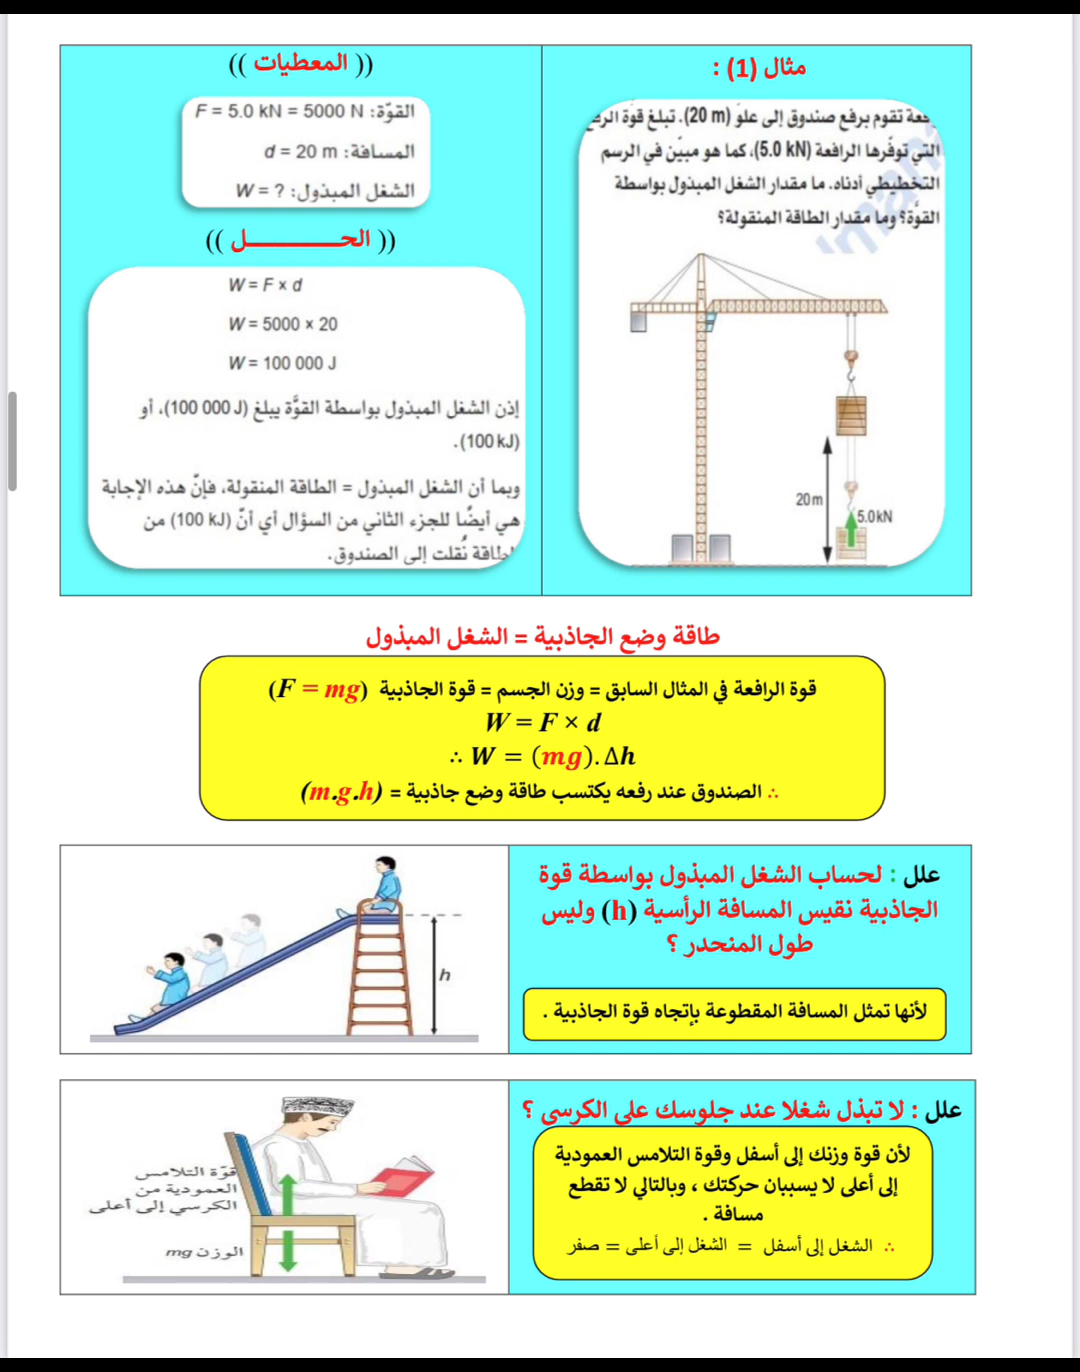 مثال (1) :
تقوم برفع صندوق إلى علوّ (20 m). تبلغ قوّة
التي توفّرها الرافعة (5.0 kN)، كما هو مبيّن في الرسم
التخطيطي أدناه. ما مقدار الشغل المبذول بواسطة
القوّة؟ وما مقدار الطاقة المنقولة؟
20 m
5.0 kN
(( المعطيات ))
القوّة: F = 5.0 kN = 5000 N
المسافة: d = 20 m
الشغل المبذول: W = ?
(( الحـــــــــل ))
W = F × d
W = 5000 × 20
W = 100 000 J
إذن الشغل المبذول بواسطة القوّة يبلغ (100 000 J)، أو
(100 kJ).
وبما أن الشغل المبذول = الطاقة المنقولة، فإنّ هذه الإجابة
هي أيضًا للجزء الثاني من السؤال أي أنّ (100 kJ) من
الطاقة نُقلت إلى الصندوق.
طاقة وضع الجاذبية = الشغل المبذول
قوة الرافعة في المثال السابق = وزن الجسم = قوة الجاذبية (F = mg)
W = F × d
∴ W = (mg). Δh
∴ الصندوق عند رفعه يكتسب طاقة وضع جاذبية = (m.g.h)
علل : لحساب الشغل المبذول بواسطة قوة
الجاذبية نقيس المسافة الرأسية (h) وليس
طول المنحدر ؟
لأنها تمثل المسافة المقطوعة بإتجاه قوة الجاذبية .
h
علل : لا تبذل شغلا عند جلوسك على الكرسي ؟
لأن قوة وزنك إلى أسفل وقوة التلامس العمودية
إلى أعلى لا يسببان حركتك ، وبالتالي لا تقطع
مسافة .
∴ الشغل إلى أسفل = الشغل إلى أعلى = صفر
قوّة التلامس
العمودية من
الكرسي إلى أعلى
الوزن mg